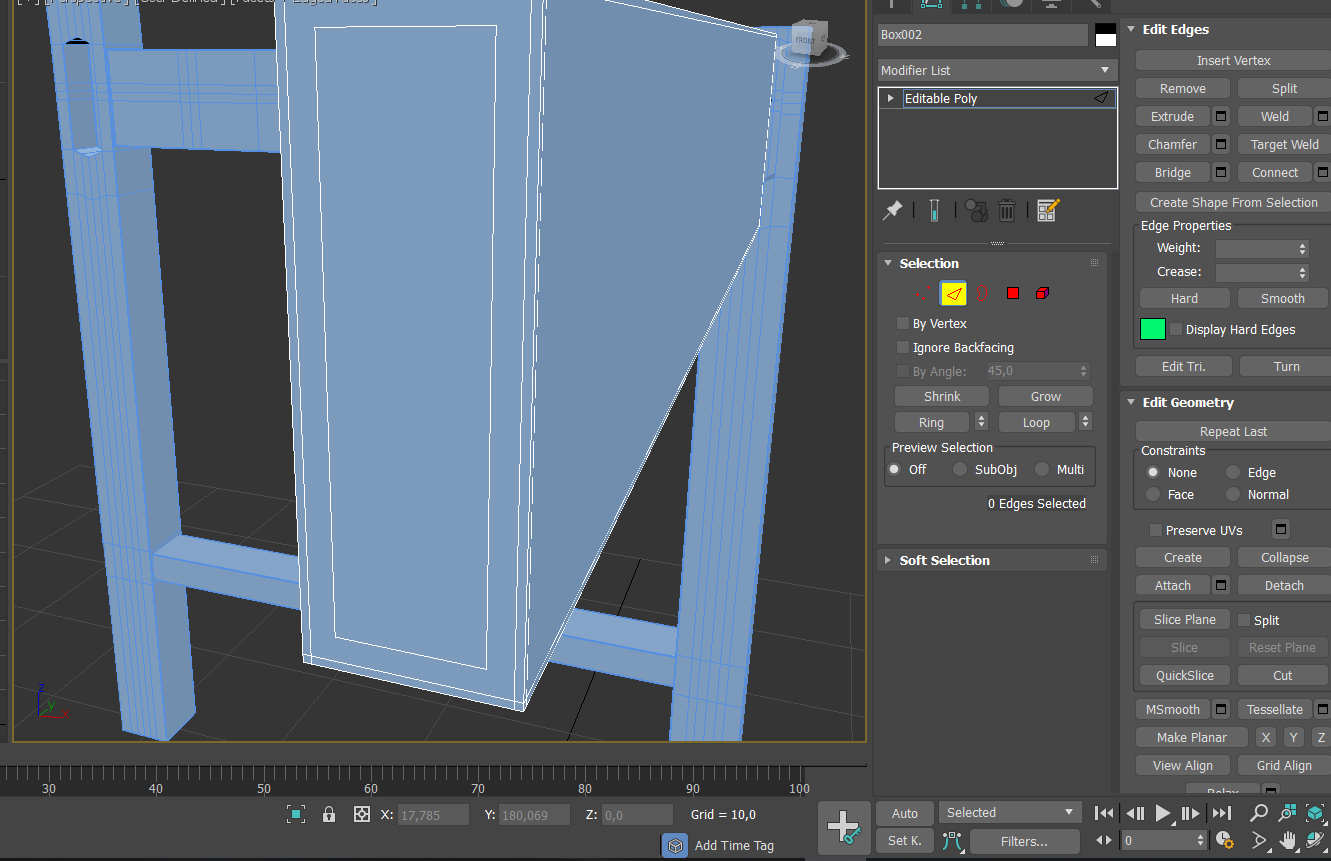 [ + ] [Perspective ] [User Defined ] [Facets + Edged Faces ]
FRONT
Z
Y
X
Box002
Modifier List
Editable Poly
Selection
By Vertex
Ignore Backfacing
By Angle: 45,0
Shrink Grow
Ring Loop
Preview Selection
Off SubObj Multi
0 Edges Selected
Soft Selection
Edit Edges
Insert Vertex
Remove Split
Extrude Weld
Chamfer Target Weld
Bridge Connect
Create Shape From Selection
Edge Properties
Weight:
Crease:
Hard Smooth
Display Hard Edges
Edit Tri. Turn
Edit Geometry
Repeat Last
Constraints
None Edge
Face Normal
Preserve UVs
Create Collapse
Attach Detach
Slice Plane Split
Slice Reset Plane
QuickSlice Cut
MSmooth Tessellate
Make Planar X Y Z
View Align Grid Align
Relax
30 40 50 60 70 80 90 100
X: 17,785 Y: 180,069 Z: 0,0 Grid = 10,0
Add Time Tag
Auto Selected
Set K. Filters...
0